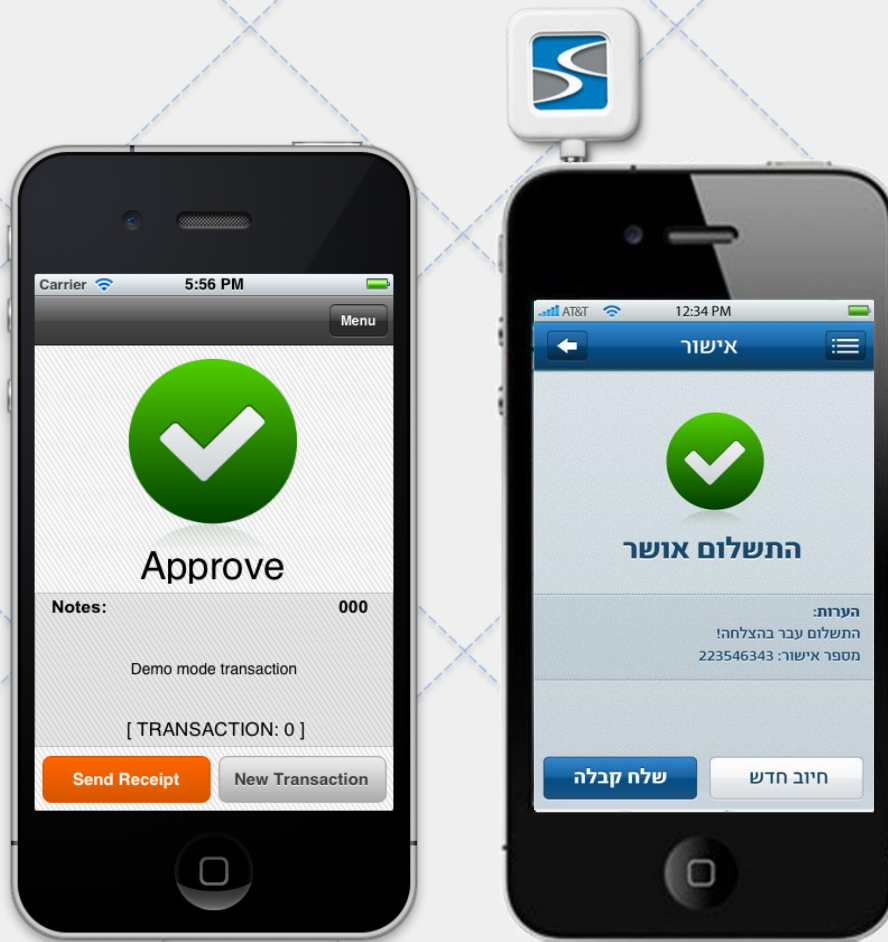 Carrier 5:56 PM
Menu
Approve
Notes: 000
Demo mode transaction
[ TRANSACTION: 0 ]
Send Receipt New Transaction
AT&T 12:34 PM
אישור
התשלום אושר
הערות:
התשלום עבר בהצלחה!
מספר אישור: 223546343
חיוב חדש שלח קבלה